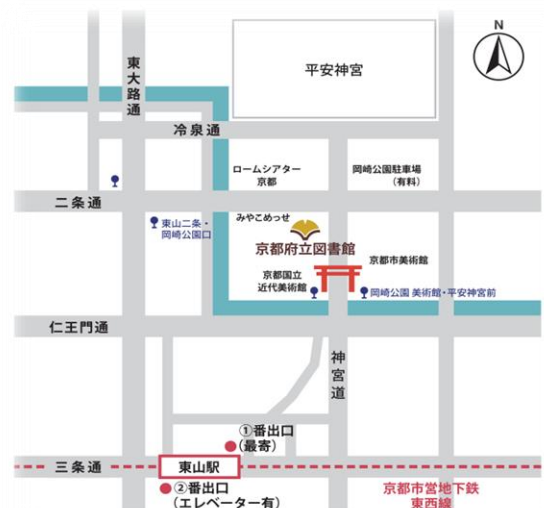 N
東大路通
平安神宮
冷泉通
ロームシアター
京都
岡崎公園駐車場
(有料)
二条通
東山二条・
岡崎公園口
みやこめっせ
京都府立図書館
京都市美術館
京都国立
近代美術館
岡崎公園 美術館・平安神宮前
仁王門通
神宮道
①番出口
(最寄)
三条通
東山駅
②番出口
(エレベーター有)
京都市営地下鉄
東西線